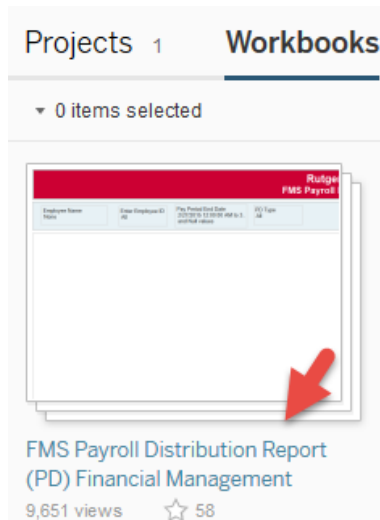 Projects 1 Workbooks
0 items selected
Rutge
FMS Payroll
Employee Name Enter Employee ID Pay Period End Date PD Type
None All All
and Null values
FMS Payroll Distribution Report
(PD) Financial Management
9,651 views 58